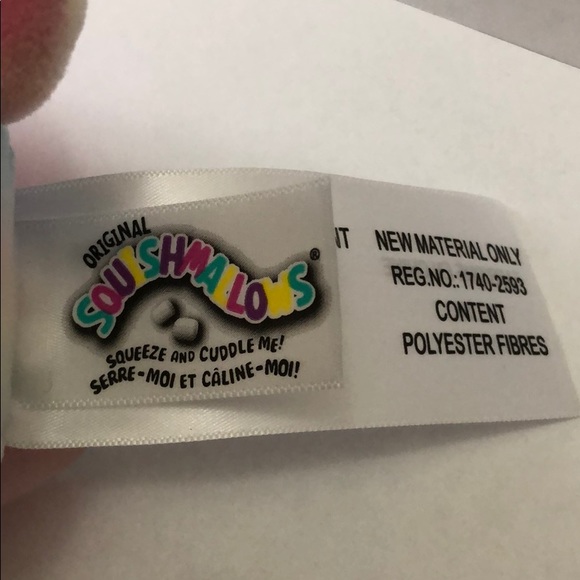 ORIGINAL
SQUISHMALLOWS®
SQUEEZE AND CUDDLE ME!
SERRE-MOI ET CÂLINE-MOI!
NT NEW MATERIAL ONLY
REG.NO.:1740-2593
CONTENT
POLYESTER FIBRES